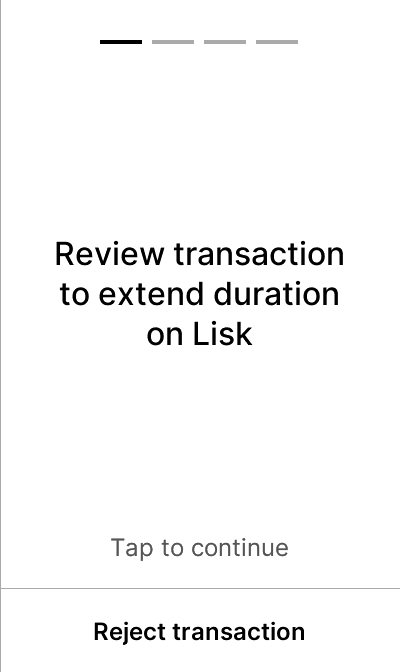 Review transaction
to extend duration
on Lisk
Tap to continue
Reject transaction